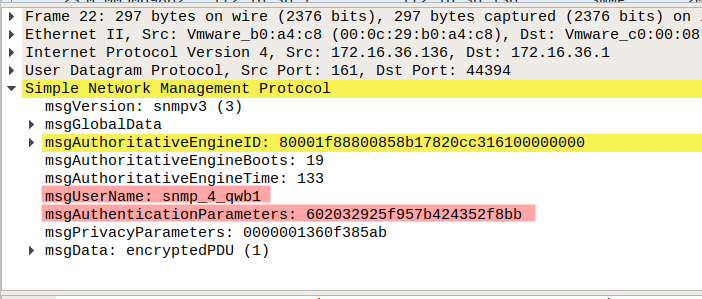 Frame 22: 297 bytes on wire (2376 bits), 297 bytes captured (2376 bits) on
Ethernet II, Src: Vmware_b0:a4:c8 (00:0c:29:b0:a4:c8), Dst: Vmware_c0:00:08
Internet Protocol Version 4, Src: 172.16.36.136, Dst: 172.16.36.1
User Datagram Protocol, Src Port: 161, Dst Port: 44394
Simple Network Management Protocol
msgVersion: snmpv3 (3)
msgGlobalData
msgAuthoritativeEngineID: 80001f88800858b17820cc316100000000
msgAuthoritativeEngineBoots: 19
msgAuthoritativeEngineTime: 133
msgUserName: snmp_4_qwb1
msgAuthenticationParameters: 602032925f957b424352f8bb
msgPrivacyParameters: 0000001360f385ab
msgData: encryptedPDU (1)